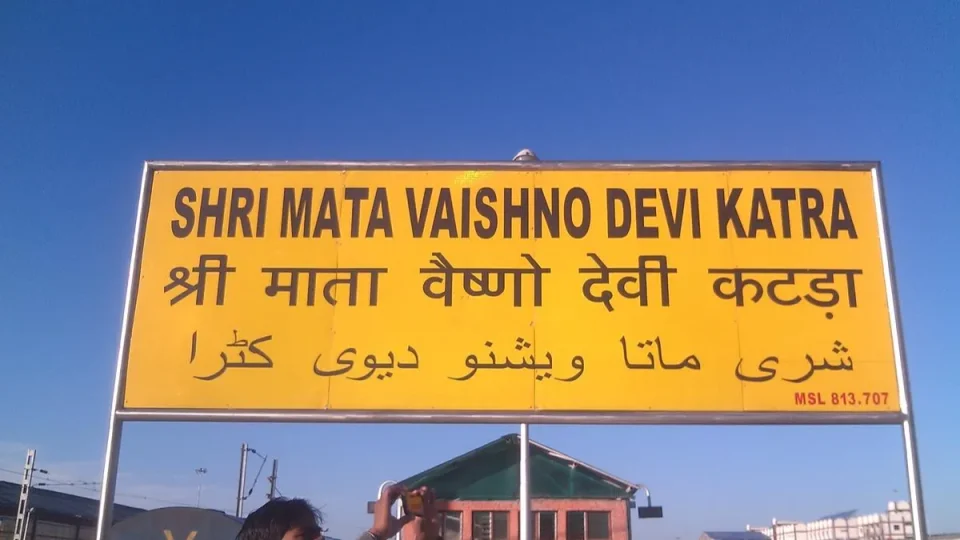 SHRI MATA VAISHNO DEVI KATRA
श्री माता वैष्णो देवी कटड़ा
شری ماتا ویشنو دیوی کٹرا
MSL 813.707